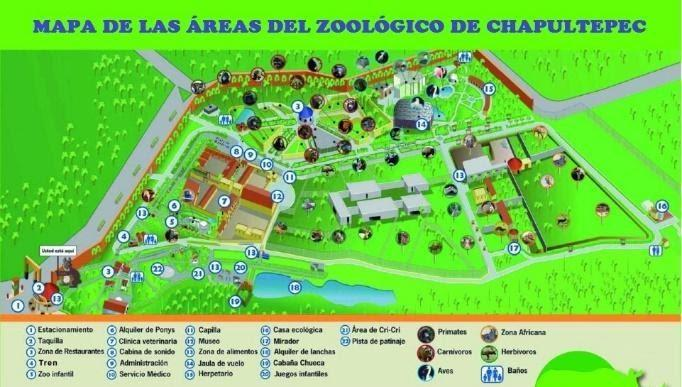 MAPA DE LAS ÁREAS DEL ZOOLÓGICO DE CHAPULTEPEC
Usted está aquí
1 Estacionamiento
2 Taquilla
3 Zona de Restaurantes
4 Tren
5 Zoo infantil
6 Alquiler de Ponys
7 Clínica veterinaria
8 Cabina de sonido
9 Administración
10 Servicio Médico
11 Capilla
12 Museo
13 Zona de alimentos
14 Jaula de vuelo
15 Herpetario
16 Casa ecológica
17 Mirador
18 Alquiler de lanchas
19 Cabaña Chueca
20 Juegos infantiles
21 Área de Cri-Cri
22 Pista de patinaje
Primates
Carnívoros
Aves
Zona Africana
Herbívoros
Baños